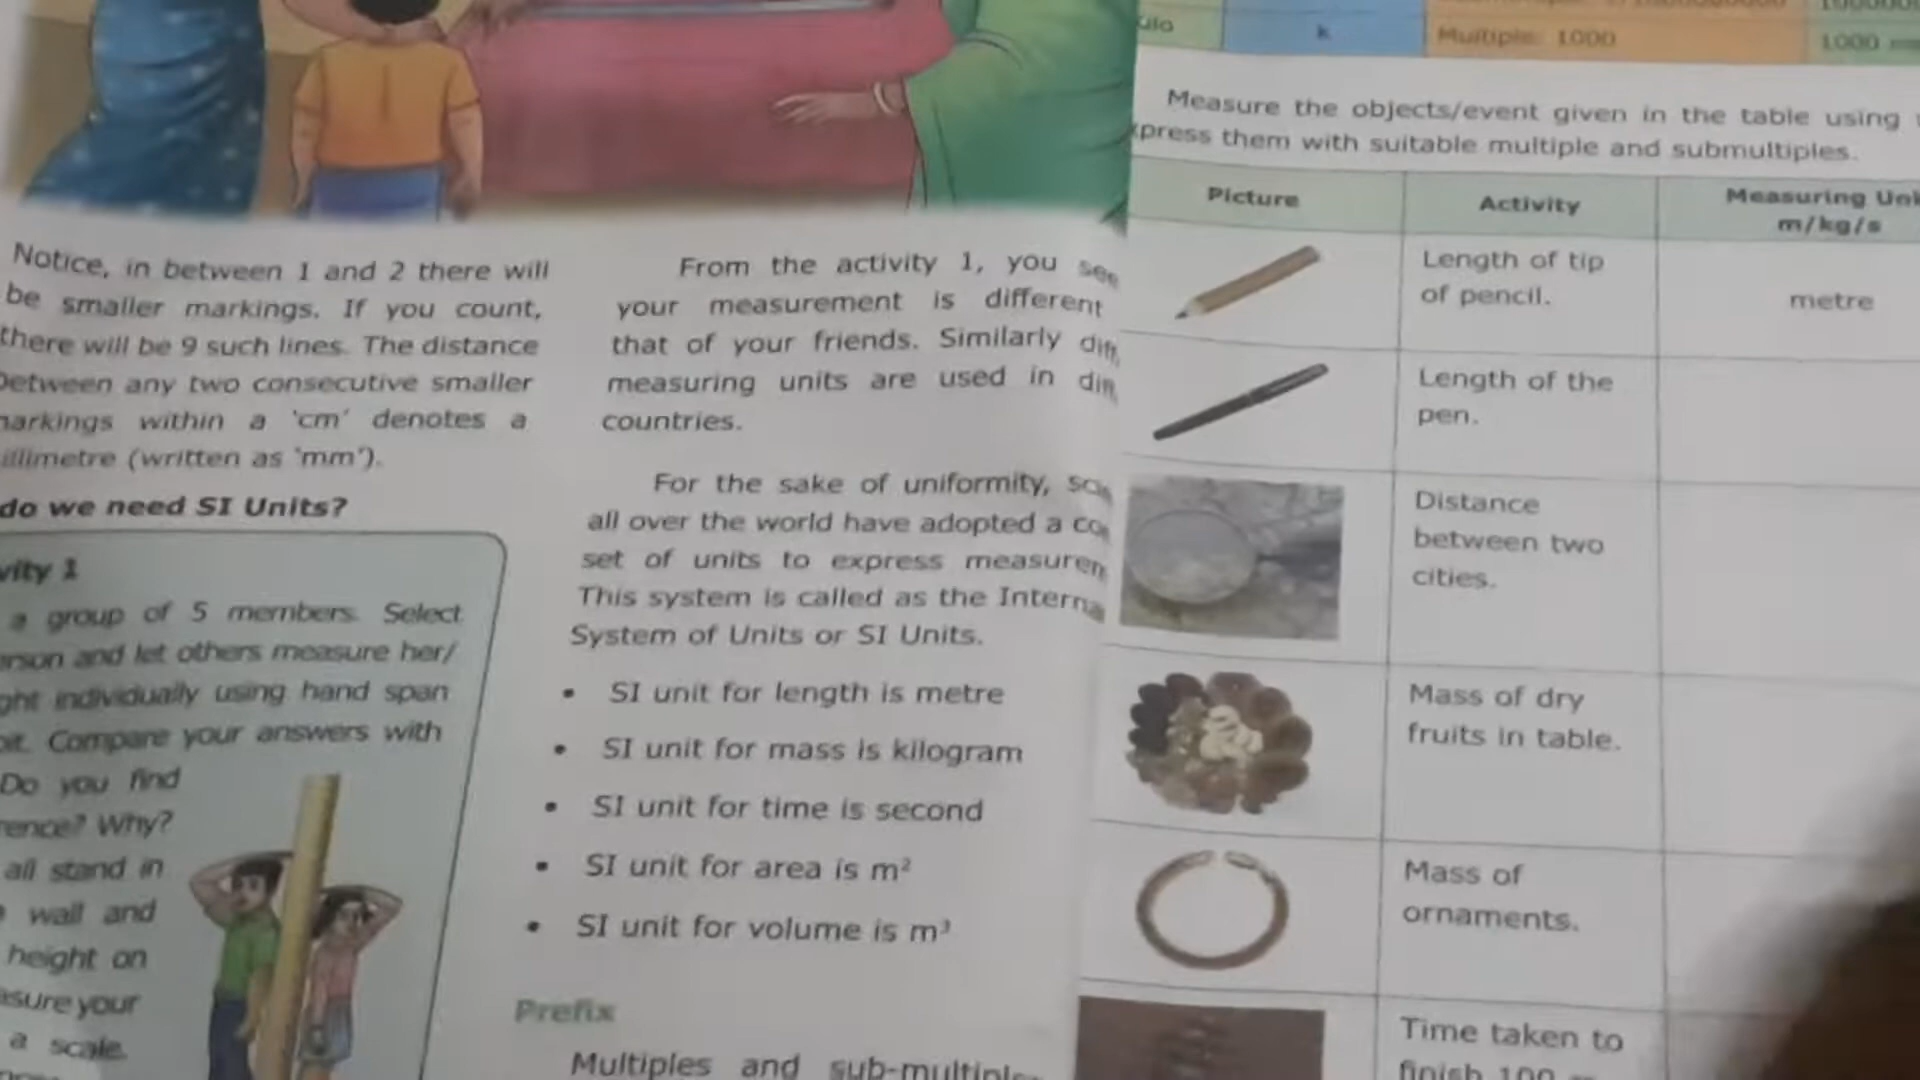 Notice, in between 1 and 2 there will
be smaller markings. If you count,
there will be 9 such lines. The distance
between any two consecutive smaller
markings within a 'cm' denotes a
(written as 'mm').
do we need SI Units?
1
a group of 5 members. Select
and let others measure her/
individually using hand span
Compare your answers with
Do you find
Why?
all stand in
wall and
height on
your
a scale.
From the activity 1, you see
your measurement is different
that of your friends. Similarly
measuring units are used in
countries.
For the sake of uniformity,
all over the world have adopted a
set of units to express
This system is called as the
System of Units or SI Units.
• SI unit for length is metre
• SI unit for mass is kilogram
• SI unit for time is second
• SI unit for area is m²
• SI unit for volume is m³
Prefix
Multiples and
k
Multiple: 1000
1000
Measure the objects/event given in the table using
them with suitable multiple and submultiples.
Picture
Activity
Measuring
m/kg/s
Length of tip
of pencil.
metre
Length of the
pen.
Distance
between two
cities.
Mass of dry
fruits in table.
Mass of
ornaments.
Time taken to
finish 100